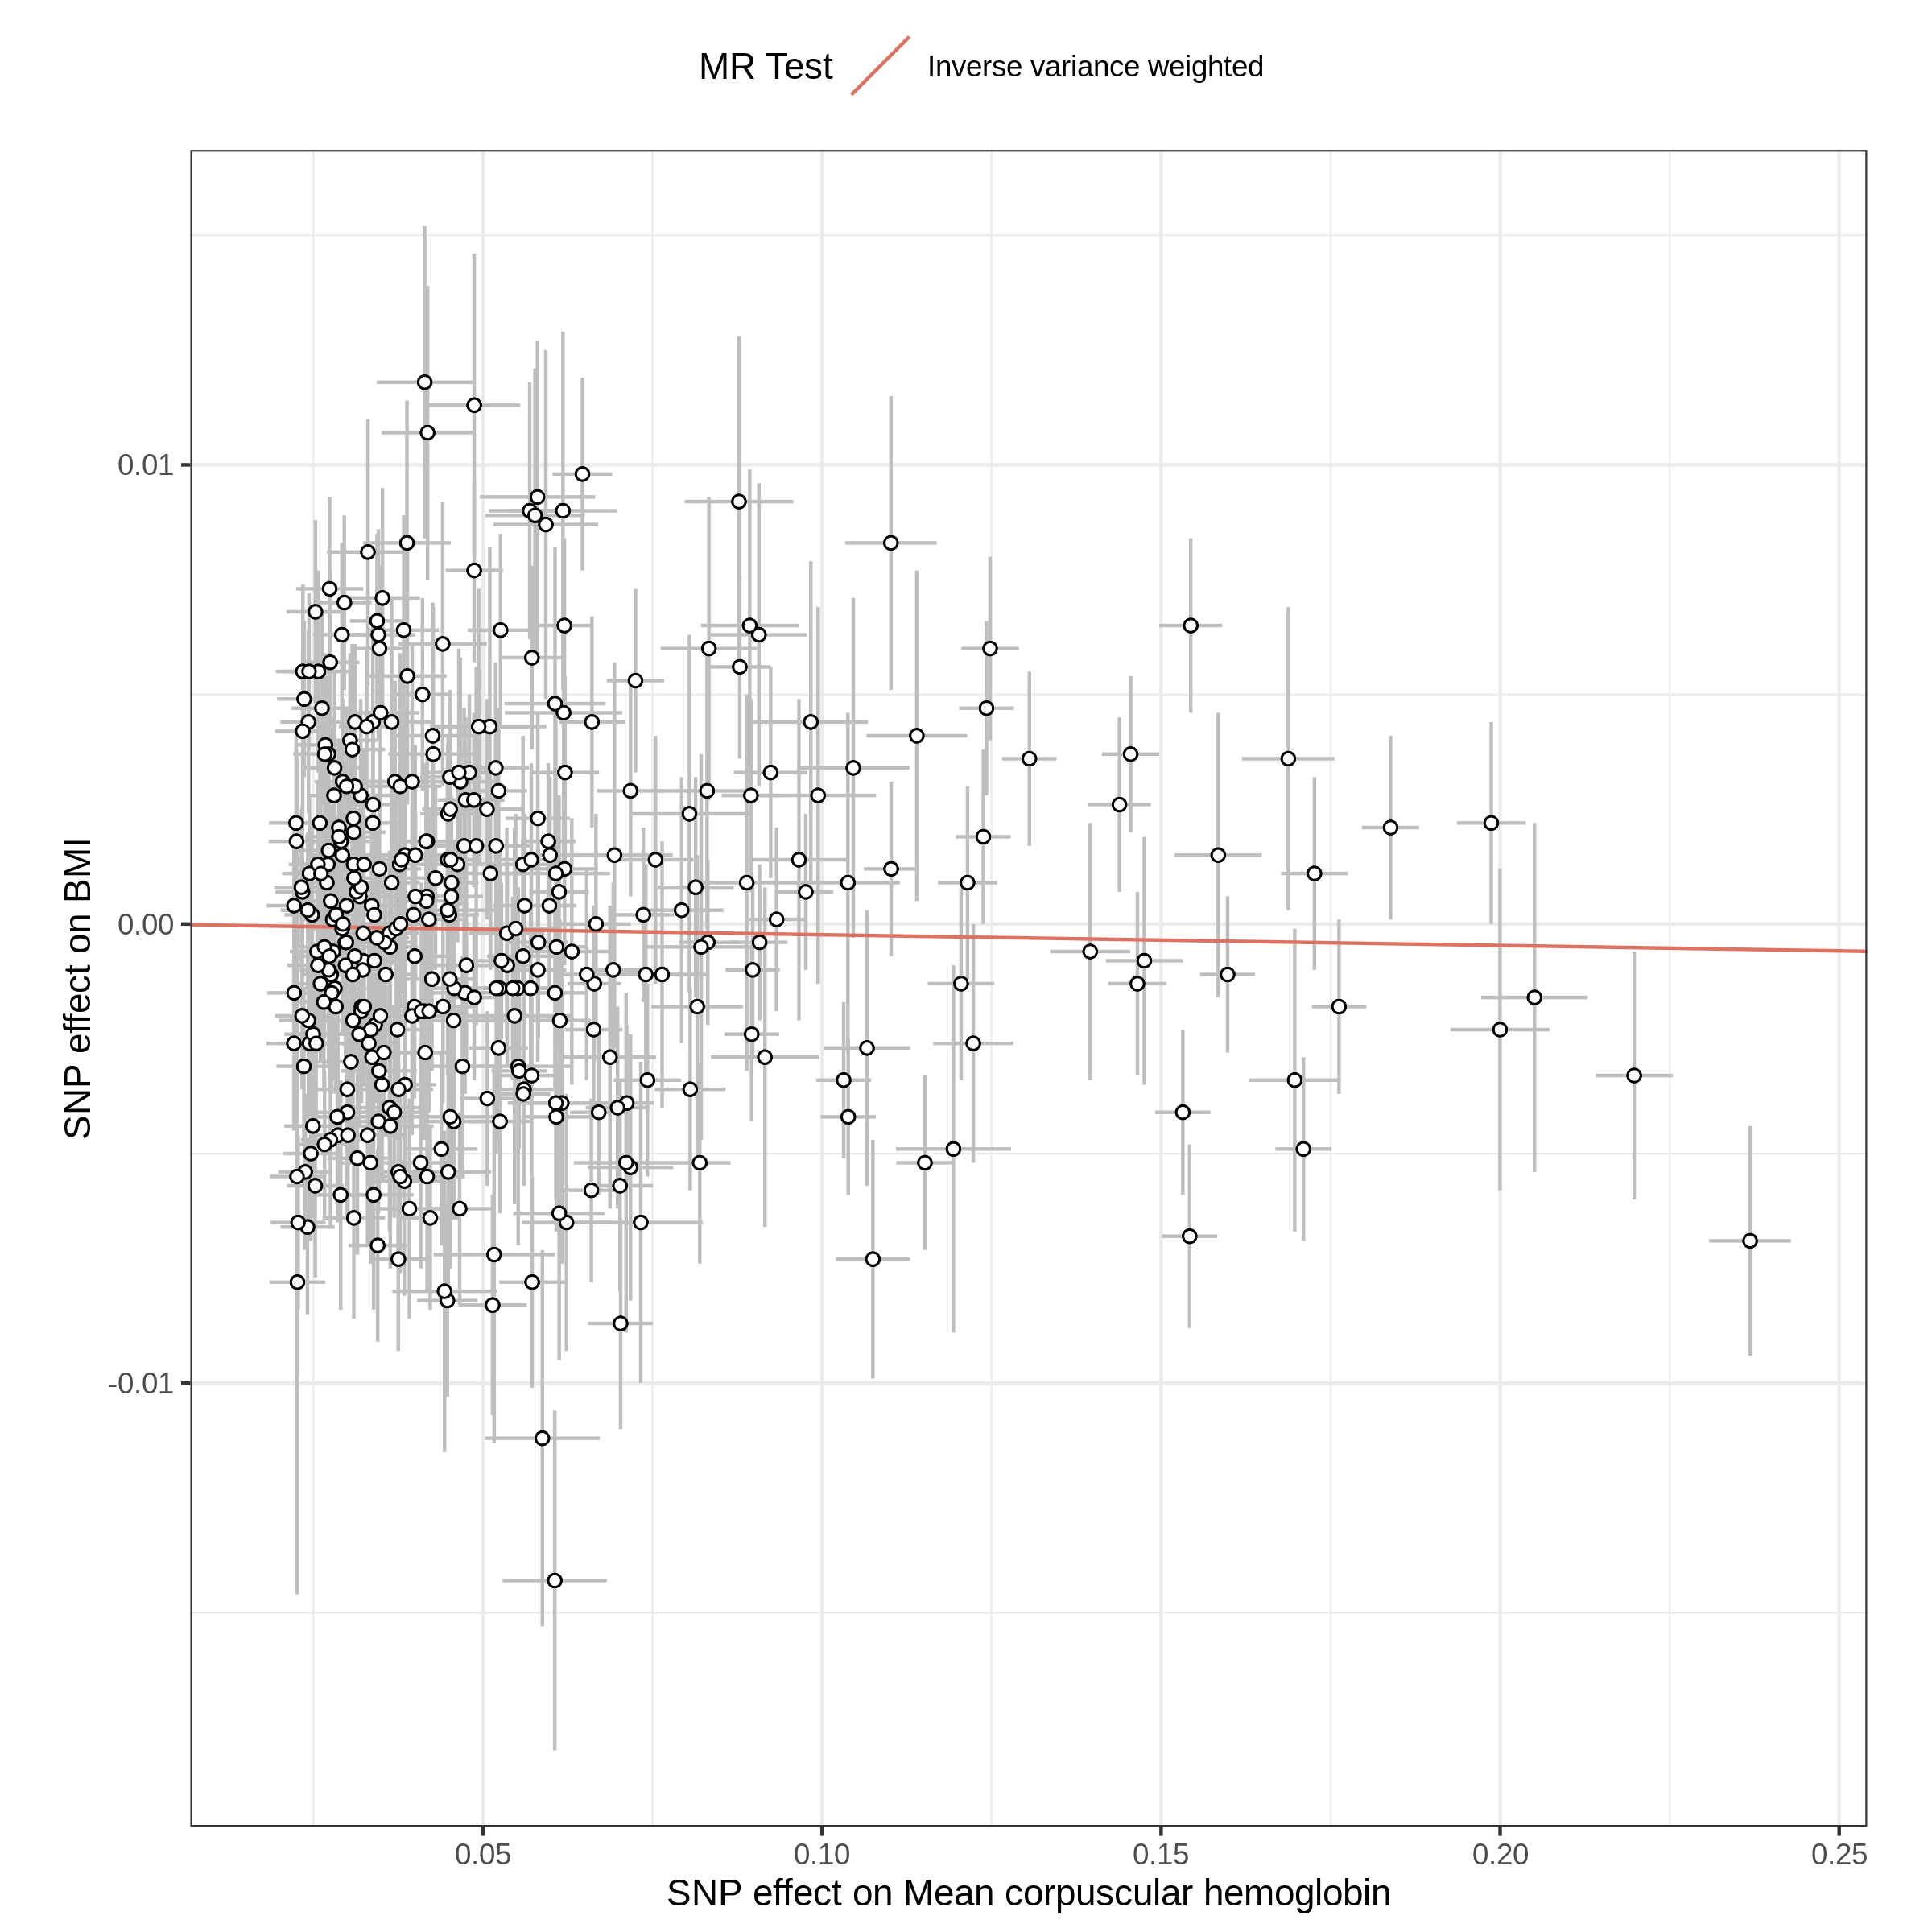 MR Test Inverse variance weighted
0.01
0.00
-0.01
SNP effect on BMI
0.05 0.10 0.15 0.20 0.25
SNP effect on Mean corpuscular hemoglobin